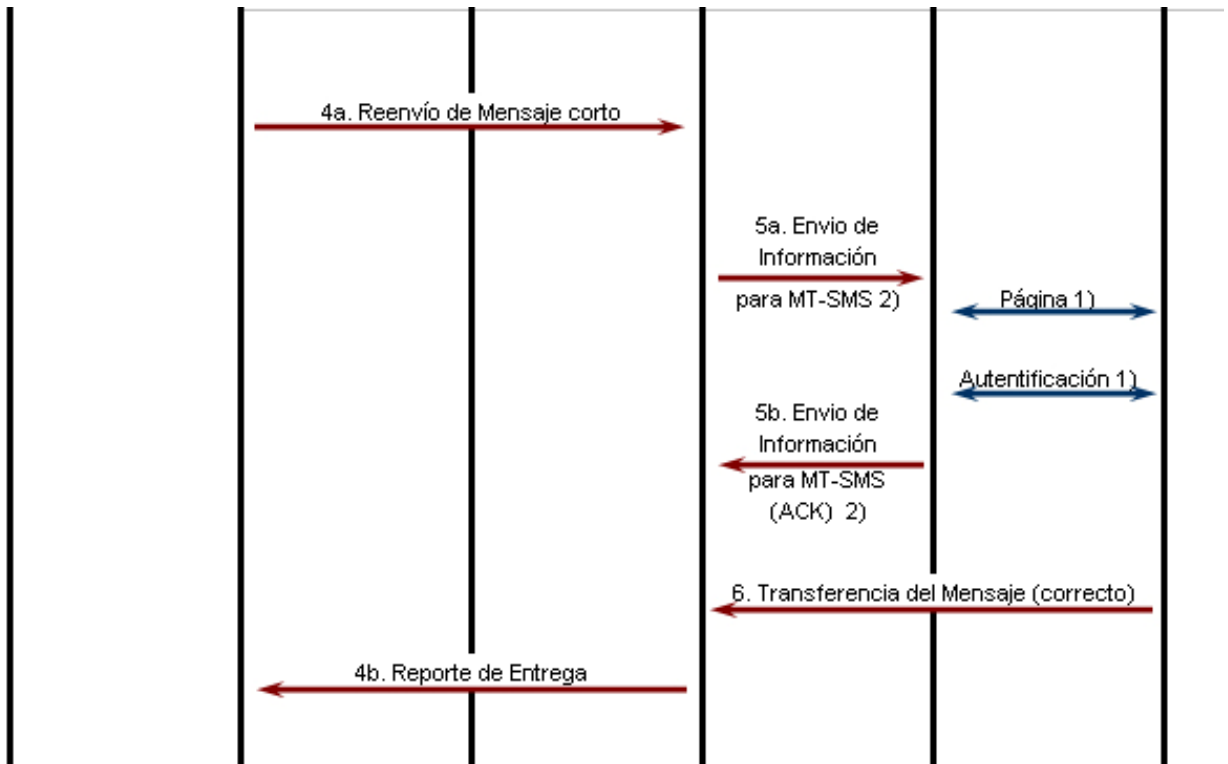 4a. Reenvío de Mensaje corto
5a. Envio de
Información
para MT-SMS 2)
Página 1)
Autentificación 1)
5b. Envio de
Información
para MT-SMS
(ACK) 2)
6. Transferencia del Mensaje (correcto)
4b. Reporte de Entrega